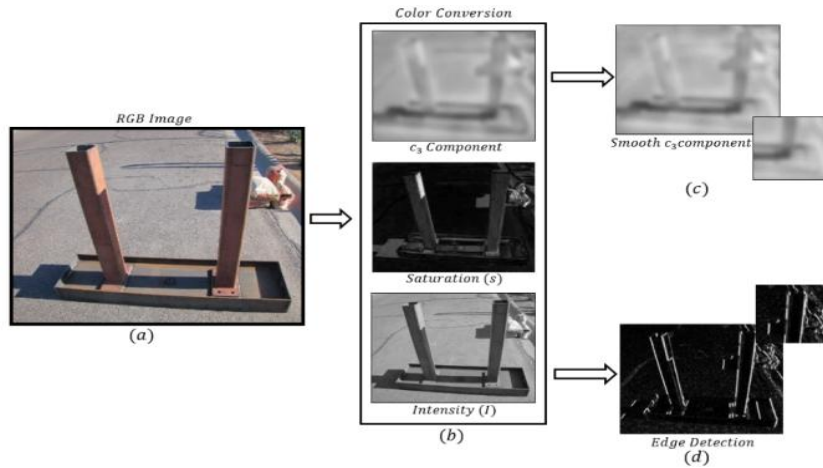 Color Conversion
RGB Image
(a)
c₃ Component
Saturation (s)
Intensity (I)
(b)
Smooth c₃component
(c)
Edge Detection
(d)